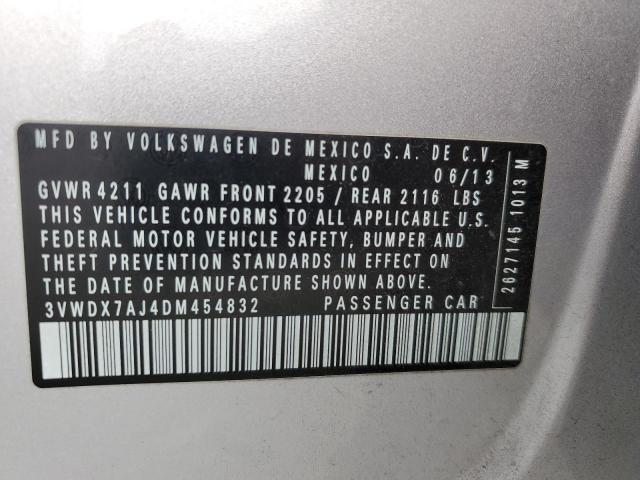 MFD BY VOLKSWAGEN DE MEXICO S.A. DE C.V.
MEXICO 06/13
GVWR 4211 GAWR FRONT 2205 / REAR 2116 LBS
THIS VEHICLE CONFORMS TO ALL APPLICABLE U.S.
FEDERAL MOTOR VEHICLE SAFETY, BUMPER AND
THEFT PREVENTION STANDARDS IN EFFECT ON
THE DATE OF MANUFACTURE SHOWN ABOVE.
3VWDX7AJ4DM454832 PASSENGER CAR
2627145 1013 M